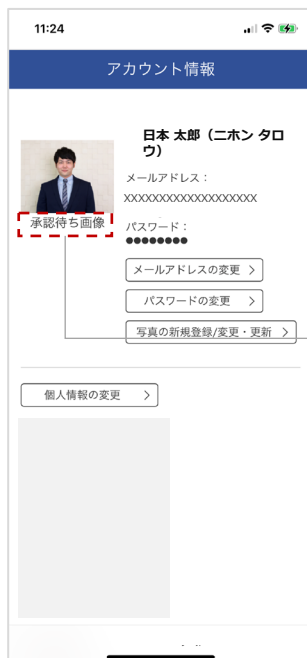 11:24
アカウント情報
日本 太郎（ニホン タロ
ウ）
メールアドレス：
XXXXXXXXXXXXXXXXXXX
承認待ち画像
パスワード：
●●●●●●●●
メールアドレスの変更
パスワードの変更
写真の新規登録/変更・更新
個人情報の変更